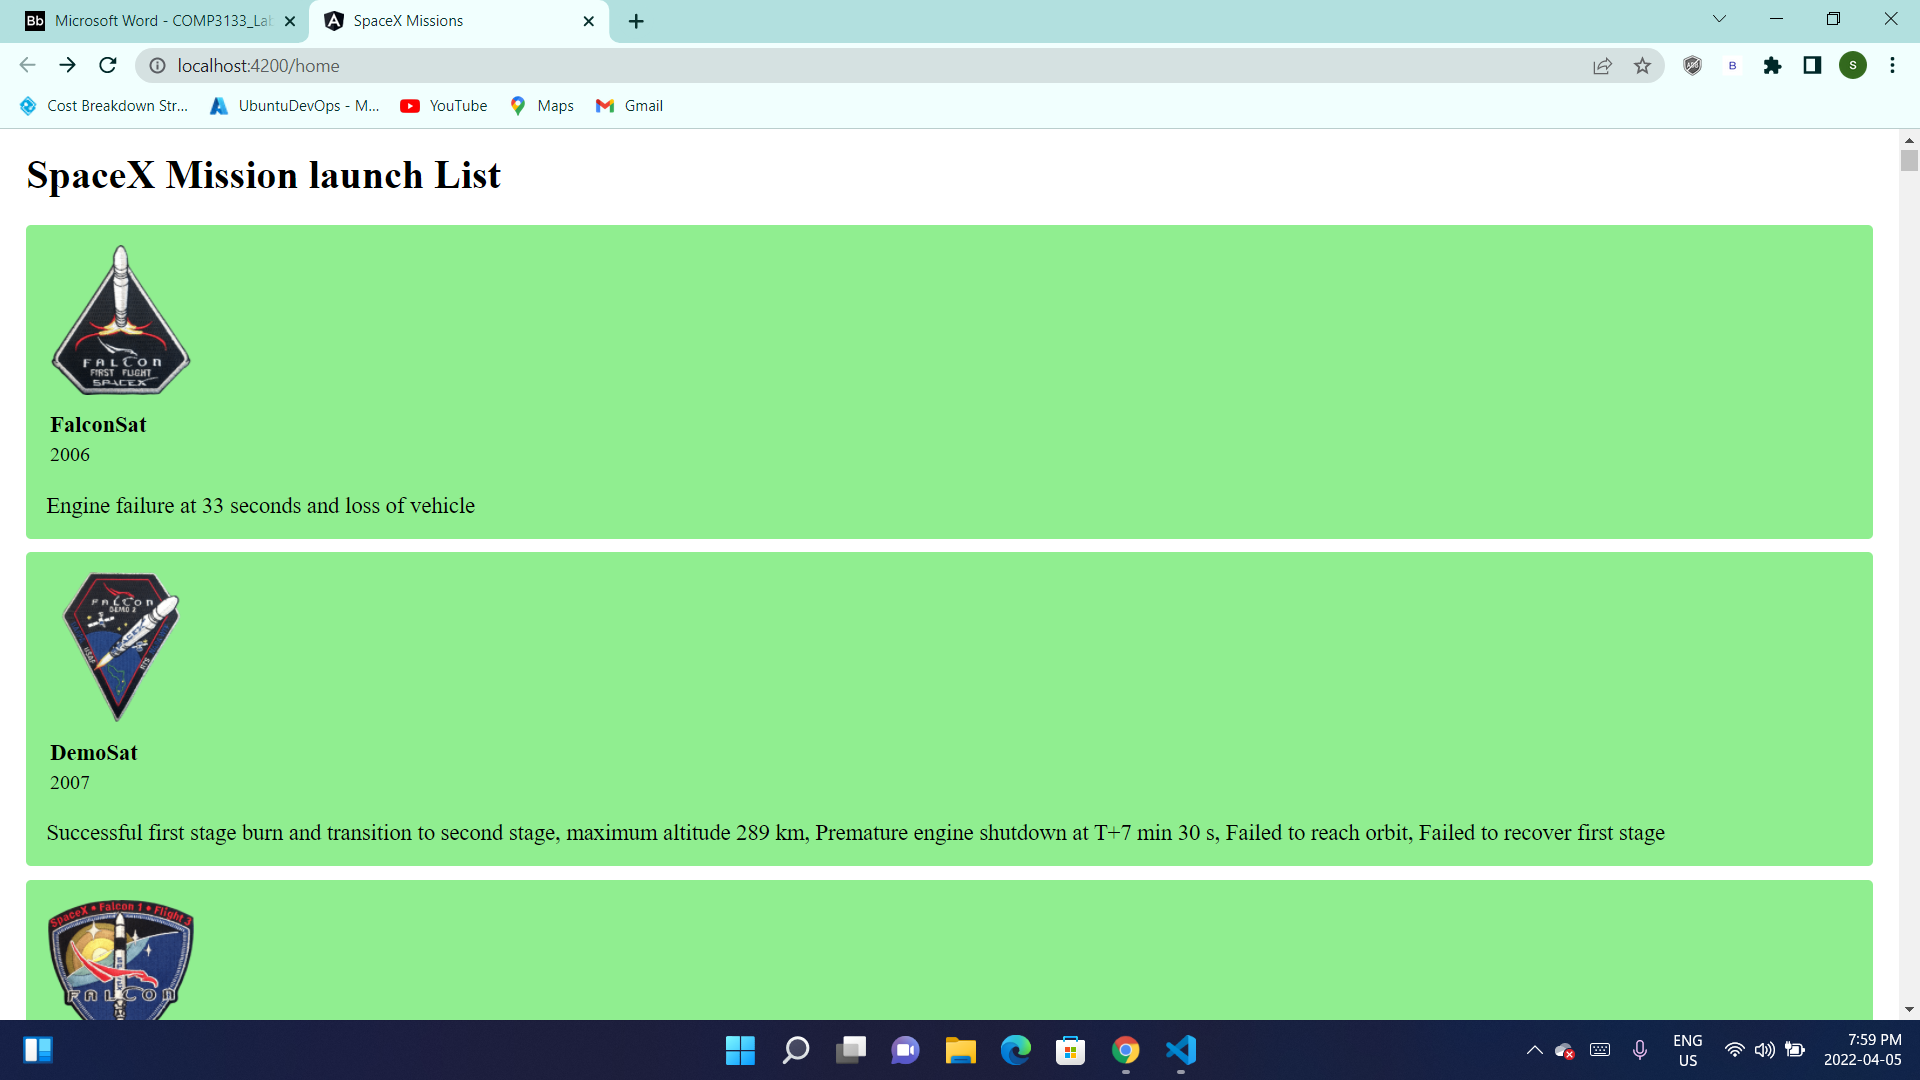 Bb Microsoft Word - COMP3133_Lab
SpaceX Missions
localhost:4200/home
ABP
B
S
Cost Breakdown Str...
UbuntuDevOps - M...
YouTube
Maps
Gmail
SpaceX Mission launch List
FALCON
FIRST FLIGHT
SPACEX
FalconSat
2006
Engine failure at 33 seconds and loss of vehicle
FALCON
DEMO 2
SPACEX
USAF
DemoSat
2007
Successful first stage burn and transition to second stage, maximum altitude 289 km, Premature engine shutdown at T+7 min 30 s, Failed to reach orbit, Failed to recover first stage
SpaceX • Falcon 1 • Flight 3
FALCON
ENG
US
7:59 PM
2022-04-05